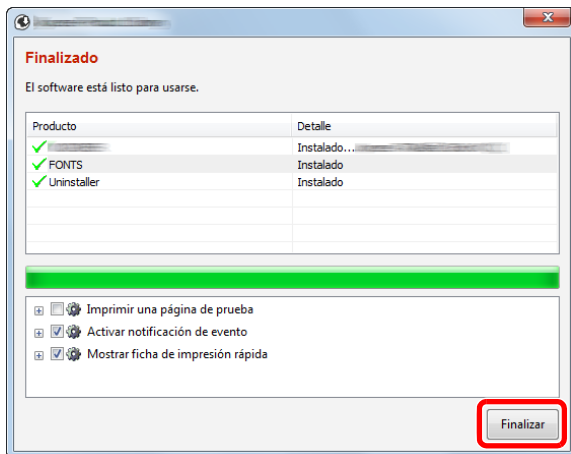 Finalizado
El software está listo para usarse.
Producto Detalle
Instalado...
FONTS Instalado
Uninstaller Instalado
Imprimir una página de prueba
Activar notificación de evento
Mostrar ficha de impresión rápida
Finalizar